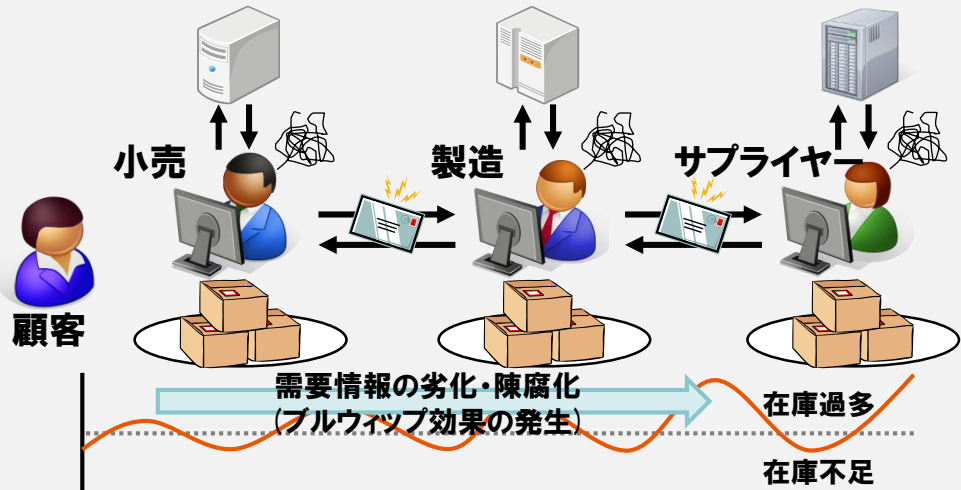 小売
製造
サプライヤー
顧客
需要情報の劣化・陳腐化
(ブルウィップ効果の発生)
在庫過多
在庫不足